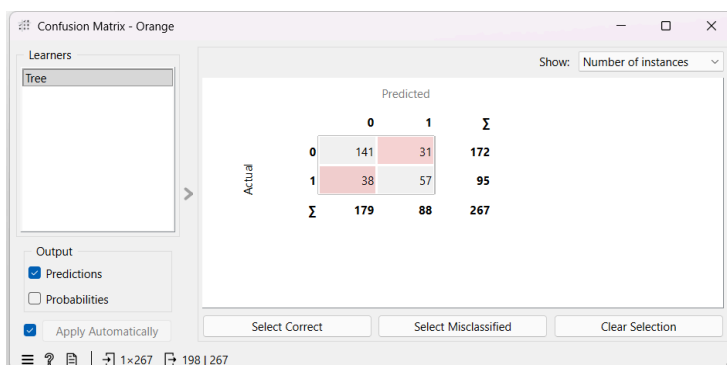 Confusion Matrix - Orange
Learners
Tree
Show: Number of instances
Predicted
0 1 Σ
Actual
0 141 31 172
1 38 57 95
Σ 179 88 267
Output
Predictions
Probabilities
Apply Automatically
Select Correct Select Misclassified Clear Selection
1×267 198 | 267